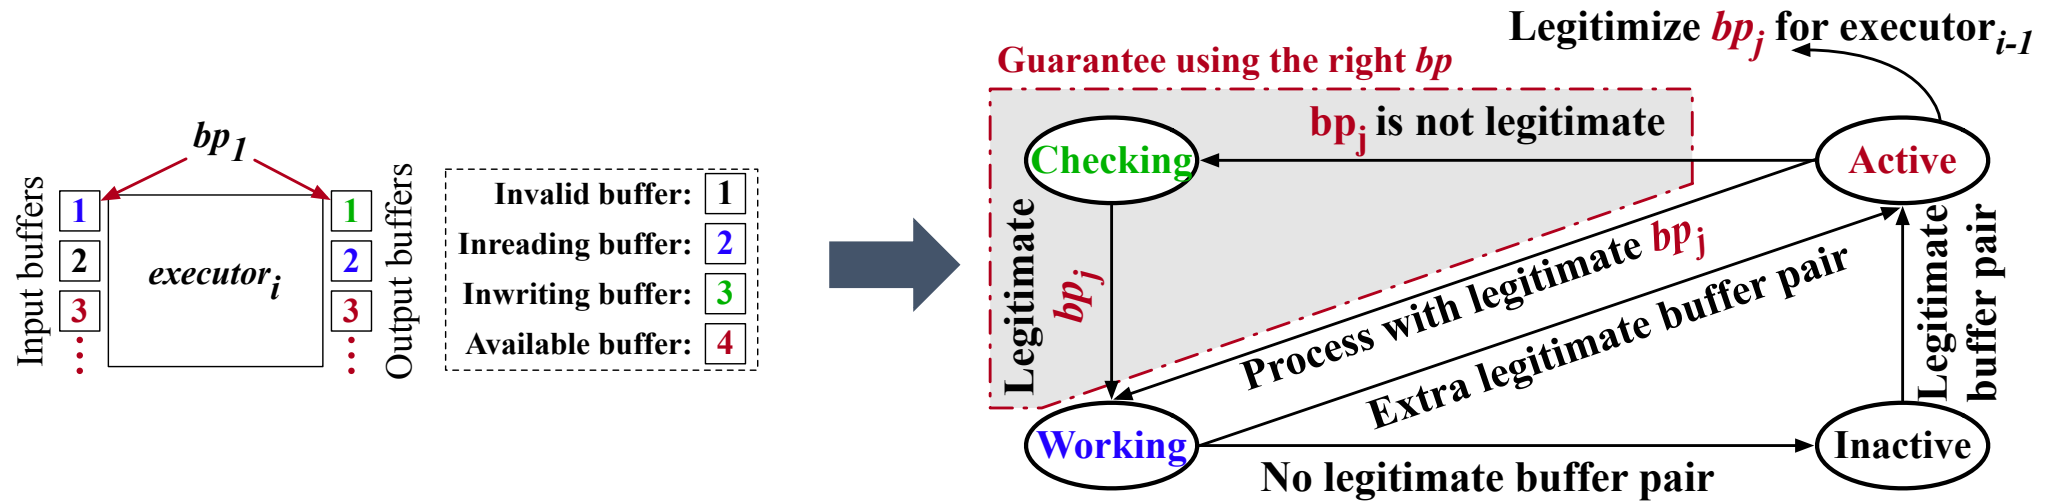 bp1
Input buffers
1
2
3
executori
1
2
3
Output buffers
Invalid buffer: 1
Inreading buffer: 2
Inwriting buffer: 3
Available buffer: 4
Legitimize bpj for executori-1
Guarantee using the right bp
bpj is not legitimate
Checking
Active
Legitimate
bpj
Process with legitimate bpj
Extra legitimate buffer pair
Legitimate
buffer pair
Working
Inactive
No legitimate buffer pair